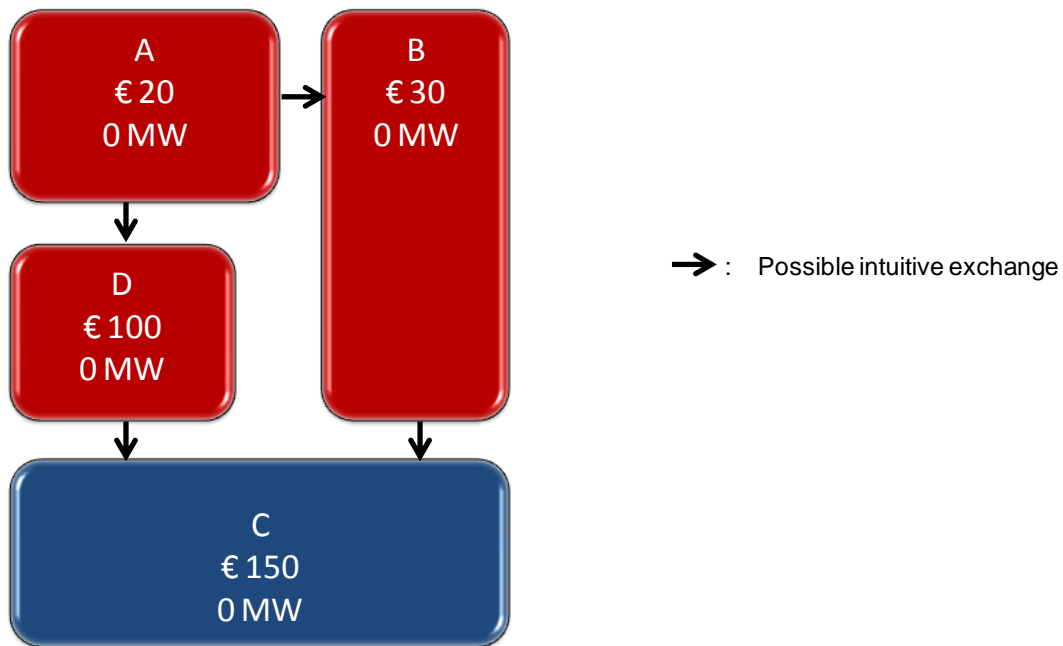 A
€ 20
0 MW
B
€ 30
0 MW
D
€ 100
0 MW
: Possible intuitive exchange
C
€ 150
0 MW